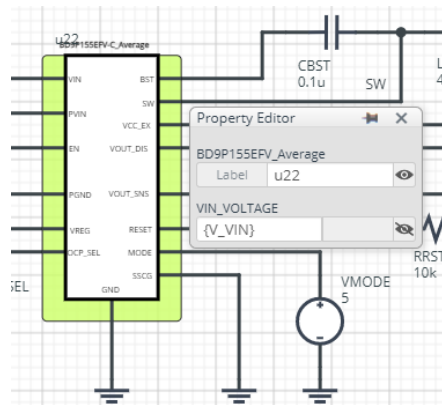 u22
BD9P155EFV-C_Average
VIN
BST
PVIN
SW
VCC_EX
EN
VOUT_DIS
PGND
VOUT_SNS
VREG
RESET
OCP_SEL
MODE
SSCG
GND
CBST
0.1u
SW
L
4
Property Editor
BD9P155EFV_Average
Label
u22
VIN_VOLTAGE
{V_VIN}
RRST
10k
SEL
VMODE
5